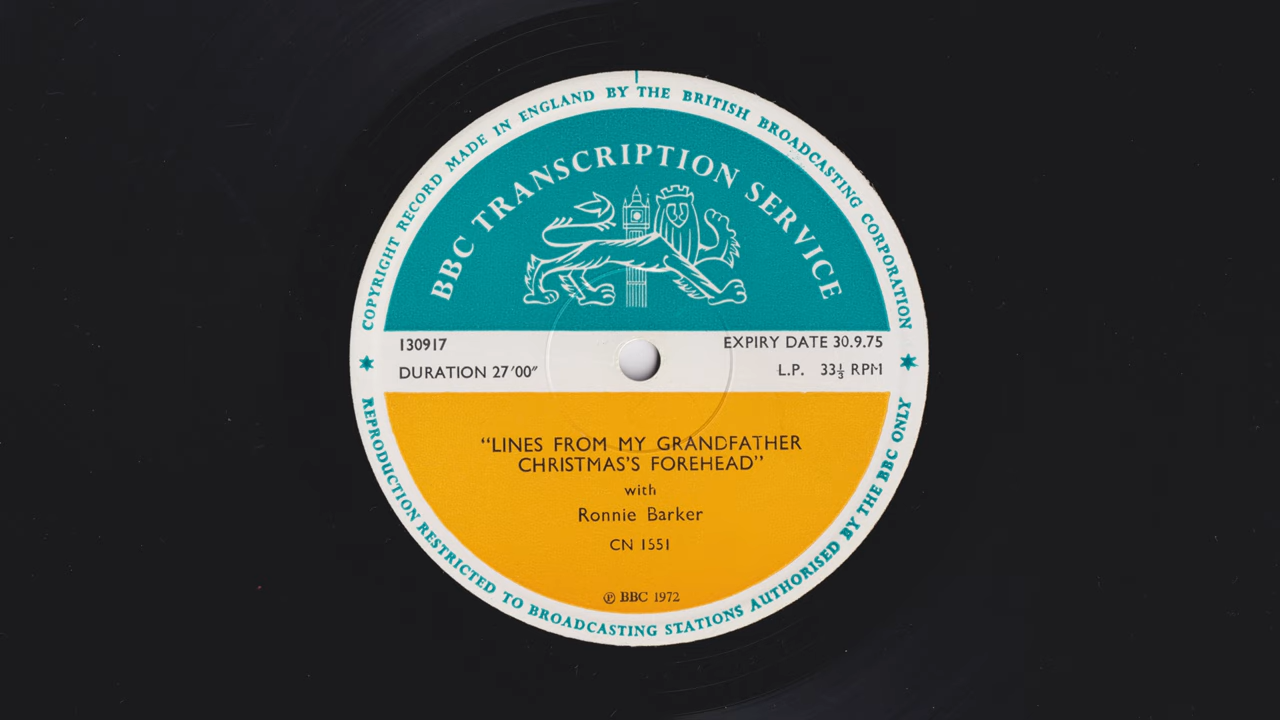 COPYRIGHT RECORD MADE IN ENGLAND BY THE BRITISH BROADCASTING CORPORATION
BBC TRANSCRIPTION SERVICE
130917
EXPIRY DATE 30.9.75
DURATION 27′00″
L.P. 33⅓ RPM
“LINES FROM MY GRANDFATHER
CHRISTMAS’S FOREHEAD”
with
Ronnie Barker
CN 1551
℗ BBC 1972
REPRODUCTION RESTRICTED TO BROADCASTING STATIONS AUTHORISED BY THE BBC ONLY